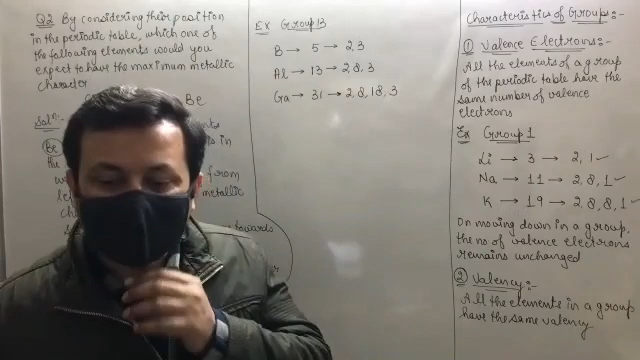 Q2 By considering their position
in the periodic table, which one of
the following elements would you
expect to have the maximum metallic
character
Be
Soln:-
Be
in
the
from
metallic
towards
Ex Group 13
B → 5 → 2,3
Al → 13 → 2,8,3
Ga → 31 → 2,8,18,3
Characteristics of Groups:-
① Valence Electrons:-
All the elements of a group
of the periodic table have the
same number of valence
electrons
Ex Group 1
Li → 3 → 2,1 ✓
Na → 11 → 2,8,1 ✓
K → 19 → 2,8,8,1 ✓
On moving down in a group,
the no of valence electrons
remains unchanged
② Valency:-
All the elements in a group
have the same valency